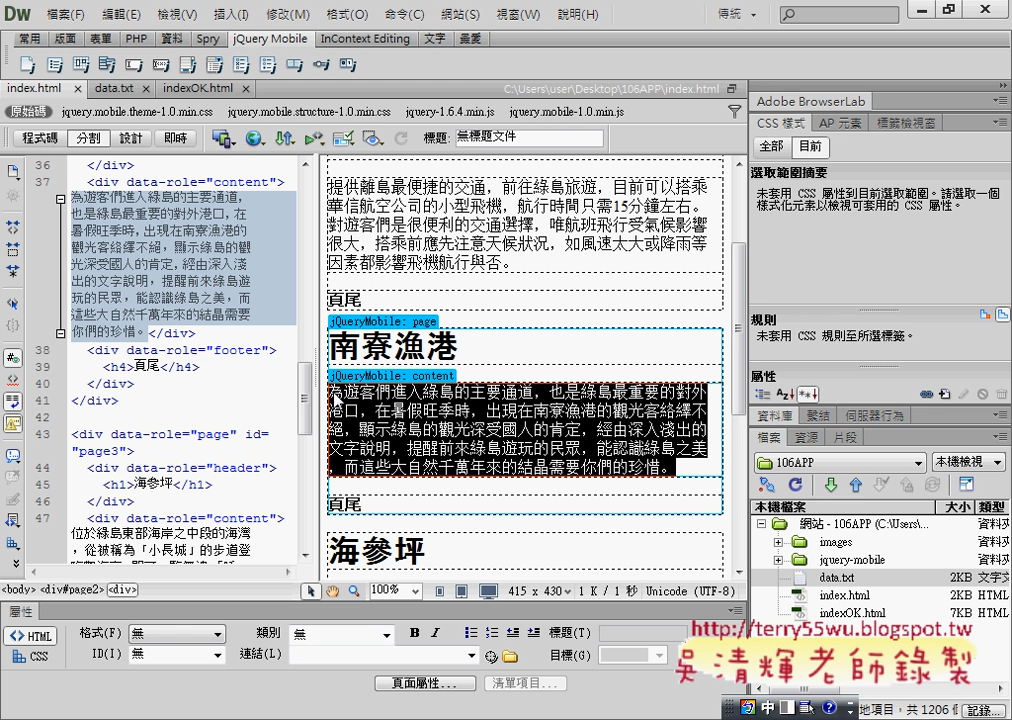 Dw 檔案(F) 編輯(E) 檢視(V) 插入(I) 修改(M) 格式(O) 命令(C) 網站(S) 視窗(W) 說明(H) 傳統
常用 版面 表單 PHP 資料 Spry jQuery Mobile InContext Editing 文字 最愛
index.html data.txt indexOK.html C:\Users\user\Desktop\106APP\index.html
原始碼 jquery.mobile.theme-1.0.min.css jquery.mobile.structure-1.0.min.css jquery-1.6.4.min.js jquery.mobile-1.0.min.js
程式碼 分割 設計 即時 標題: 無標題文件
36 </div>
37 <div data-role="content">
為遊客們進入綠島的主要通道,
也是綠島最重要的對外港口,在
暑假旺季時,出現在南寮漁港的
觀光客絡繹不絕,顯示綠島的觀
光深受國人的肯定,經由深入淺
出的文字說明,提醒前來綠島遊
玩的民眾,能認識綠島之美,而
這些大自然千萬年來的結晶需要
你們的珍惜。</div>
38 <div data-role="footer">
39 <h4>頁尾</h4>
40 </div>
41 </div>
42
43 <div data-role="page" id=
"page3">
44 <div data-role="header">
45 <h1>海參坪</h1>
46 </div>
47 <div data-role="content">
位於綠島東部海岸之中段的海灣
,從被稱為「小長城」的步道登
提供離島最便捷的交通,前往綠島旅遊,目前可以搭乘
華信航空公司的小型飛機,航行時間只需15分鐘左右。
對遊客們是很便利的交通選擇,唯航班飛行受氣候影響
很大,搭乘前應先注意天候狀況,如風速太大或降雨等
因素都影響飛機航行與否。
頁尾
jQueryMobile: page
南寮漁港
jQueryMobile: content
為遊客們進入綠島的主要通道,也是綠島最重要的對外
港口,在暑假旺季時,出現在南寮漁港的觀光客絡繹不
絕,顯示綠島的觀光深受國人的肯定,經由深入淺出的
文字說明,提醒前來綠島遊玩的民眾,能認識綠島之美
,而這些大自然千萬年來的結晶需要你們的珍惜。
頁尾
海參坪
<body> <div#page2> <div> 100% 415 x 430 1 K / 1 秒 Unicode (UTF-8)
屬性
<> HTML 格式(F) 無 類別 無 B I 標題(T)
CSS ID(I) 無 連結(L) 目標(G)
頁面屬性... 清單項目...
Adobe BrowserLab
CSS 樣式 AP 元素 標籤檢視窗
全部 目前
選取範圍摘要
未套用 CSS 屬性到目前選取範圍。請選取一個
樣式化元素以檢視可套用的 CSS 屬性。
規則
未套用 CSS 規則至所選標籤。
屬性
資料庫 繫結 伺服器行為
檔案 資源 片段
106APP 本機檢視
本機檔案 大小 類型
網站 - 106APP (C:\Users\... 資料夾
images 資料夾
jquery-mobile 資料夾
data.txt 2KB 文字文
index.html 2KB HTML
indexOK.html 7KB HTML
http://terry55wu.blogspot.tw
吳清輝老師錄製
中 地項目,共 1206 個 記錄...